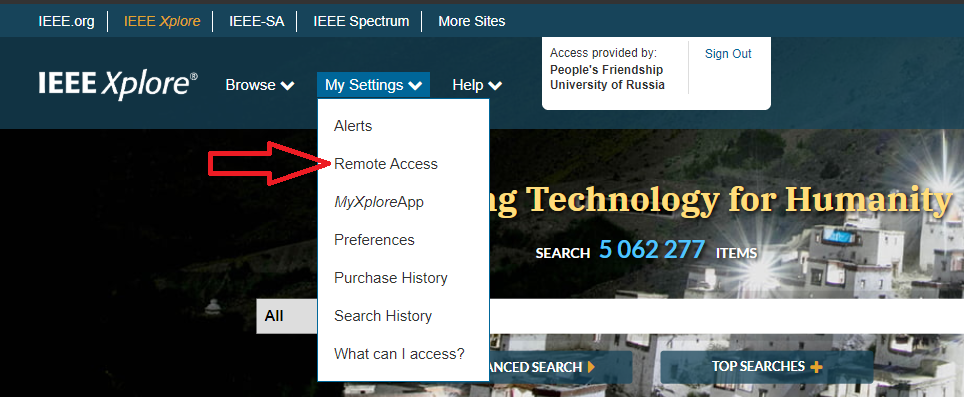 IEEE.org IEEE Xplore IEEE-SA IEEE Spectrum More Sites
IEEE Xplore® Browse My Settings Help
Access provided by:
People's Friendship
University of Russia
Sign Out
Alerts
Remote Access
MyXploreApp
Preferences
Purchase History
Search History
What can I access?
ng Technology for Humanity
SEARCH 5 062 277 ITEMS
All
ANCED SEARCH
TOP SEARCHES +